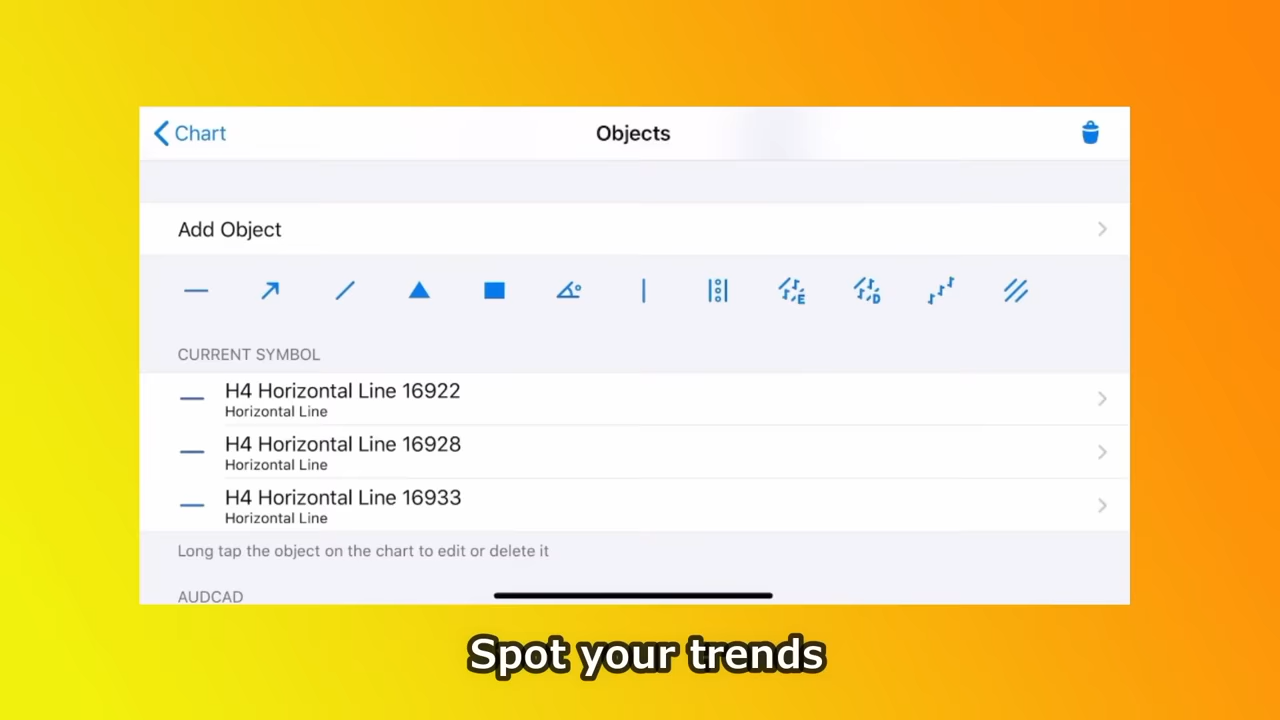 Chart
Objects
Add Object
CURRENT SYMBOL
H4 Horizontal Line 16922
Horizontal Line
H4 Horizontal Line 16928
Horizontal Line
H4 Horizontal Line 16933
Horizontal Line
Long tap the object on the chart to edit or delete it
AUDCAD
Spot your trends